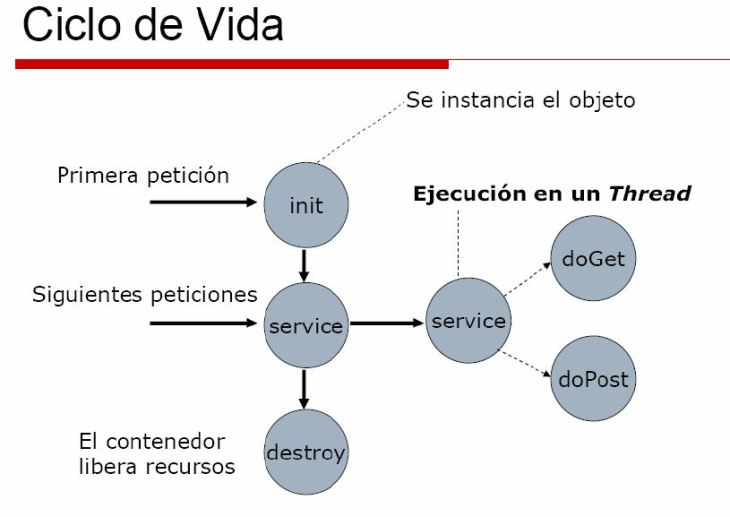 Ciclo de Vida
Se instancia el objeto
Primera petición
init
Ejecución en un Thread
doGet
Siguientes peticiones
service
service
doPost
El contenedor
libera recursos
destroy